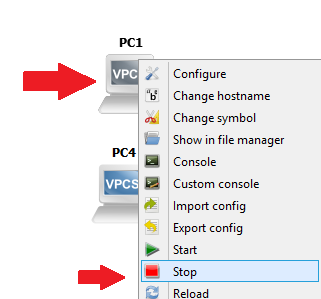 PC1
VPC
Configure
Change hostname
Change symbol
Show in file manager
PC4
VPCS
Console
Custom console
Import config
Export config
Start
Stop
Reload